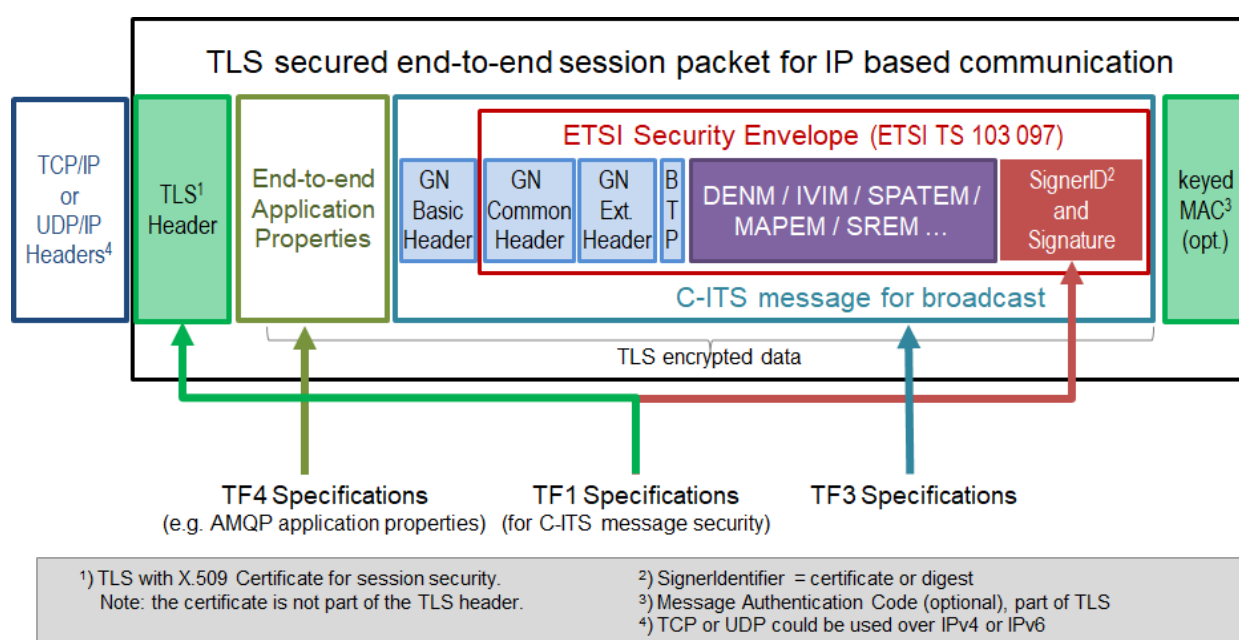 TLS secured end-to-end session packet for IP based communication
TCP/IP
or
UDP/IP
Headers4
TLS1
Header
End-to-end
Application
Properties
ETSI Security Envelope (ETSI TS 103 097)
GN
Basic
Header
GN
Common
Header
GN
Ext.
Header
B
T
P
DENM / IVIM / SPATEM /
MAPEM / SREM ...
SignerID2
and
Signature
keyed
MAC3
(opt.)
C-ITS message for broadcast
TLS encrypted data
TF4 Specifications
(e.g. AMQP application properties)
TF1 Specifications
(for C-ITS message security)
TF3 Specifications
1) TLS with X.509 Certificate for session security.
Note: the certificate is not part of the TLS header.
2) SignerIdentifier = certificate or digest
3) Message Authentication Code (optional), part of TLS
4) TCP or UDP could be used over IPv4 or IPv6